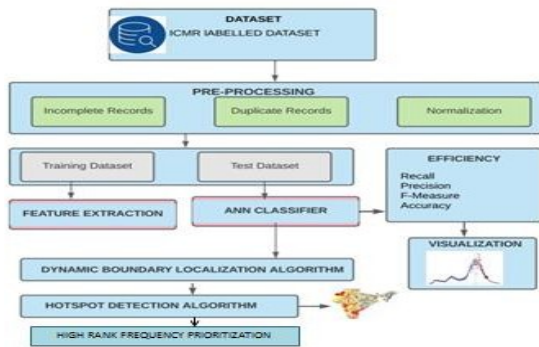 DATASET
ICMR lABELLED DATASET
PRE-PROCESSING
Incomplete Records
Duplicate Records
Normalization
Training Dataset
Test Dataset
EFFICIENCY
Recall
Precision
F-Measure
Accuracy
FEATURE EXTRACTION
ANN CLASSIFIER
VISUALIZATION
DYNAMIC BOUNDARY LOCALIZATION ALGORITHM
HOTSPOT DETECTION ALGORITHM
HIGH RANK FREQUENCY PRIORITIZATION